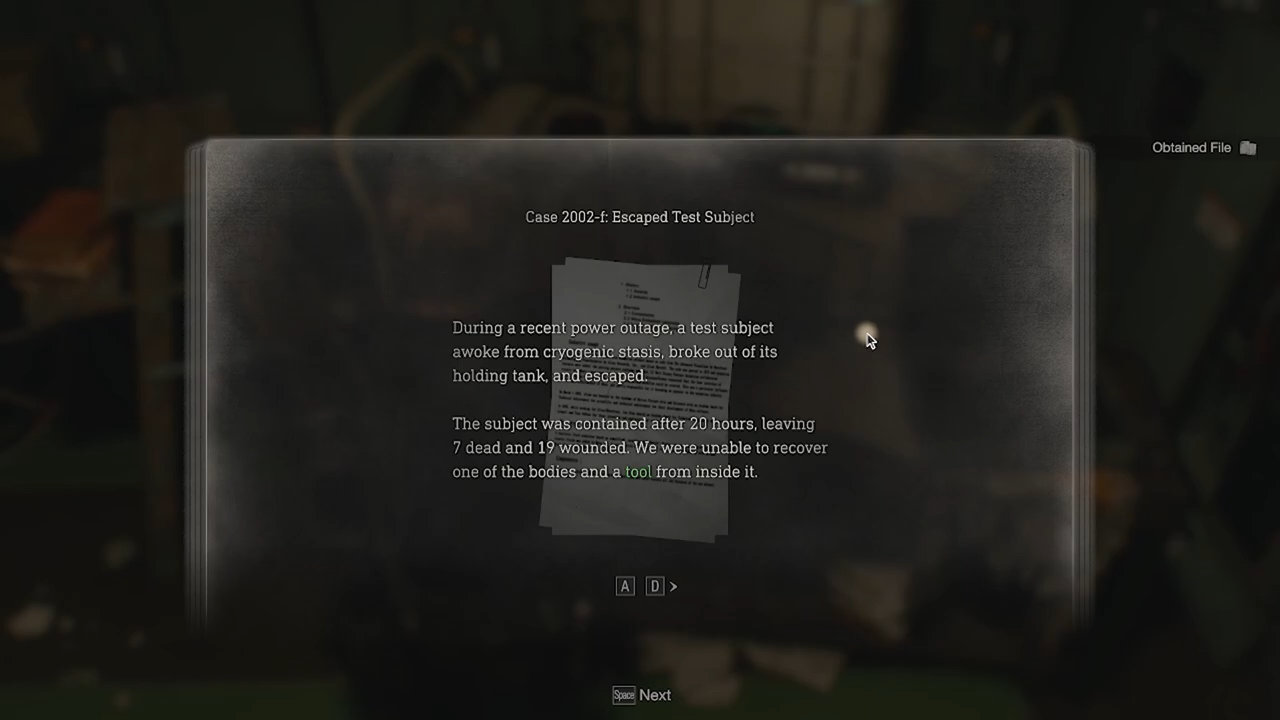 Obtained File
Case 2002-f: Escaped Test Subject
During a recent power outage, a test subject
awoke from cryogenic stasis, broke out of its
holding tank, and escaped.
The subject was contained after 20 hours, leaving
7 dead and 19 wounded. We were unable to recover
one of the bodies and a tool from inside it.
A D >
Space Next